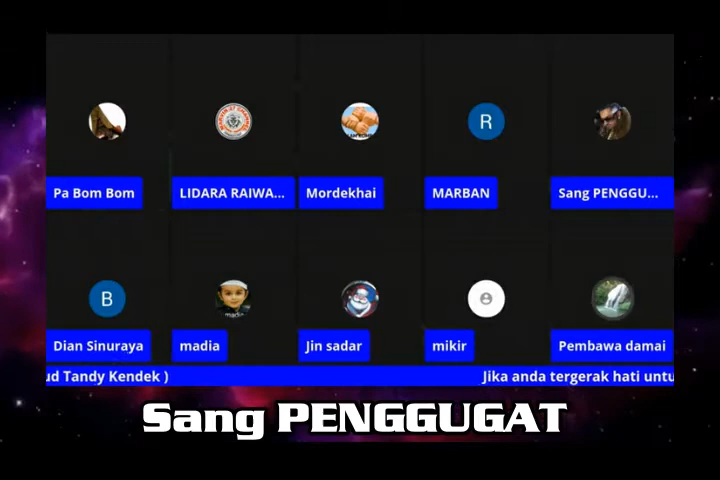 R
Pa Bom Bom
LIDARA RAIWA...
Mordekhai
MARBAN
Sang PENGGU...
B
madia
Dian Sinuraya
madia
Jin sadar
mikir
Pembawa damai
ud Tandy Kendek )
Jika anda tergerak hati untu
Sang PENGGUGAT